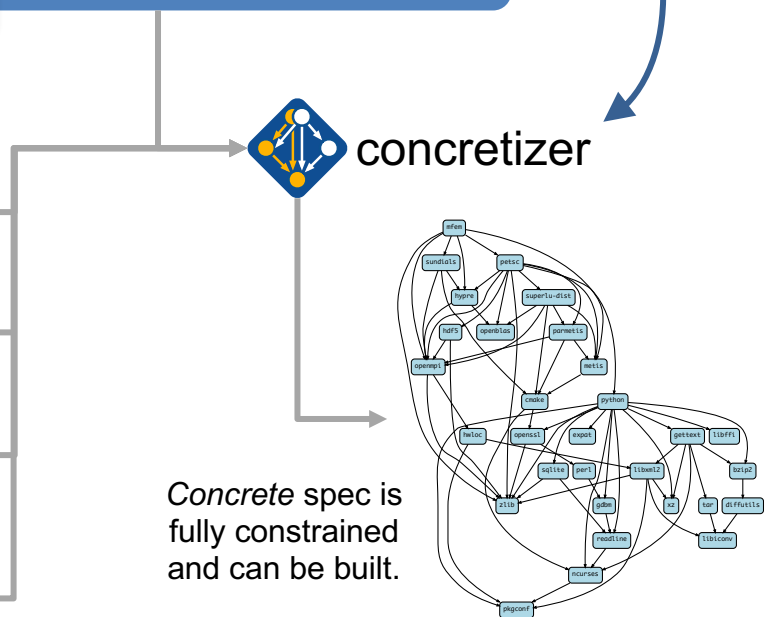 concretizer
mfem
sundials
petsc
hypre
superlu-dist
hdf5
openblas
parmetis
openmpi
metis
cmake
python
hwloc
openssl
expat
gettext
libffi
sqlite
perl
libxml2
bzip2
zlib
gdbm
xz
tar
diffutils
readline
libiconv
ncurses
pkgconf
Concrete spec is
fully constrained
and can be built.